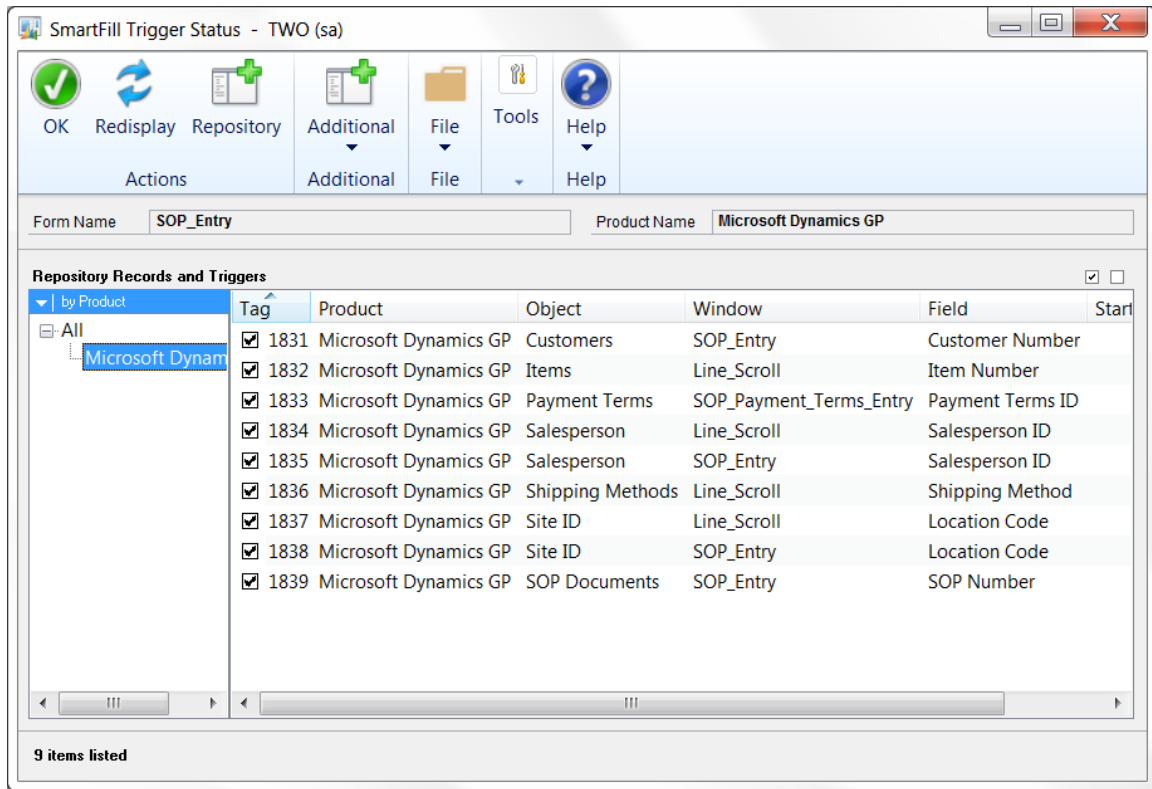 SmartFill Trigger Status - TWO (sa)
OK Redisplay Repository Additional File Tools Help
Actions Additional File Help
Form Name SOP_Entry Product Name Microsoft Dynamics GP
Repository Records and Triggers
by Product Tag Product Object Window Field Start
All
Microsoft Dynam
1831 Microsoft Dynamics GP Customers SOP_Entry Customer Number
1832 Microsoft Dynamics GP Items Line_Scroll Item Number
1833 Microsoft Dynamics GP Payment Terms SOP_Payment_Terms_Entry Payment Terms ID
1834 Microsoft Dynamics GP Salesperson Line_Scroll Salesperson ID
1835 Microsoft Dynamics GP Salesperson SOP_Entry Salesperson ID
1836 Microsoft Dynamics GP Shipping Methods Line_Scroll Shipping Method
1837 Microsoft Dynamics GP Site ID Line_Scroll Location Code
1838 Microsoft Dynamics GP Site ID SOP_Entry Location Code
1839 Microsoft Dynamics GP SOP Documents SOP_Entry SOP Number
9 items listed